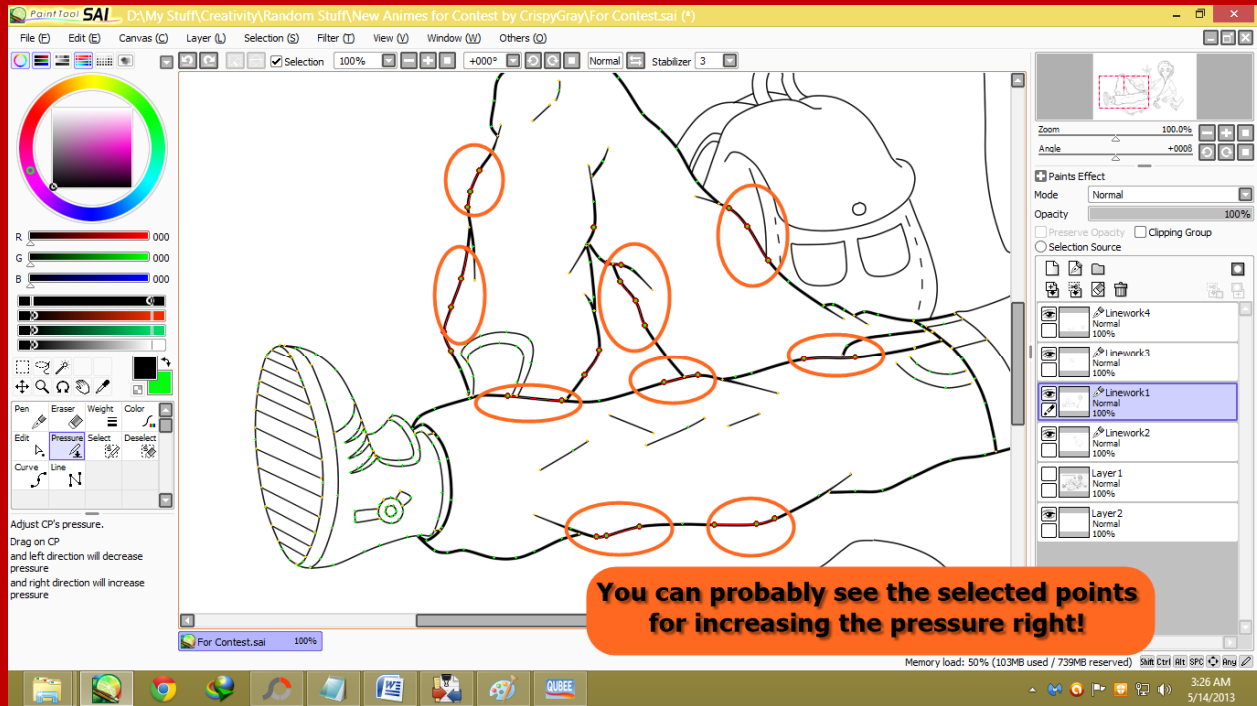 PaintTool SAI D:\My Stuff\Creativity\Random Stuff\New Animes for Contest by CrispyGray\For Contest.sai (*)
File (F) Edit (E) Canvas (C) Layer (L) Selection (S) Filter (T) View (V) Window (W) Others (O)
Selection 100% +000° Normal Stabilizer 3
Zoom 100.0%
Angle +000ß
Paints Effect
Mode Normal
Opacity 100%
Preserve Opacity Clipping Group
Selection Source
R 000
G 000
B 000
Pen Eraser Weight Color
Edit Pressure Select Deselect
Curve Line
Adjust CP's pressure.
Drag on CP
and left direction will decrease
pressure
and right direction will increase
pressure
Linework4
Normal
100%
Linework3
Normal
100%
Linework1
Normal
100%
Linework2
Normal
100%
Layer1
Normal
100%
Layer2
Normal
100%
You can probably see the selected points
for increasing the pressure right!
For Contest.sai 100%
Memory load: 50% (103MB used / 739MB reserved) Shift Ctrl Alt SPC Any
QUBEE
3:26 AM
5/14/2013